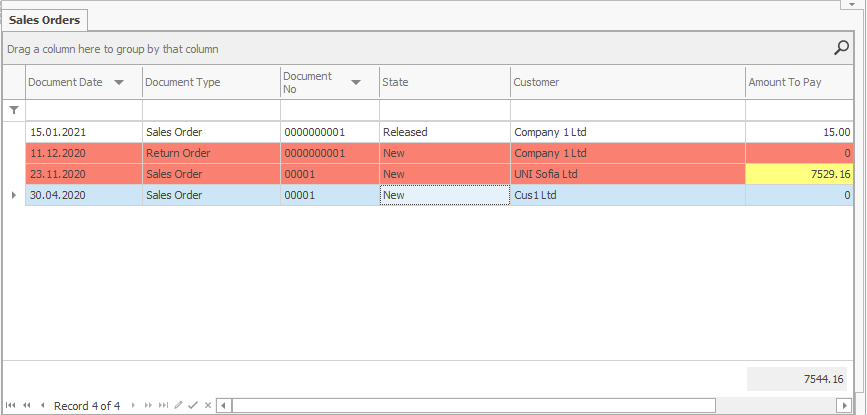 Sales Orders
Drag a column here to group by that column
Document Date Document Type Document No State Customer Amount To Pay
15.01.2021 Sales Order 0000000001 Released Company 1 Ltd 15.00
11.12.2020 Return Order 0000000001 New Company 1 Ltd 0
23.11.2020 Sales Order 00001 New UNI Sofia Ltd 7529.16
30.04.2020 Sales Order 00001 New Cus1 Ltd 0
7544.16
Record 4 of 4